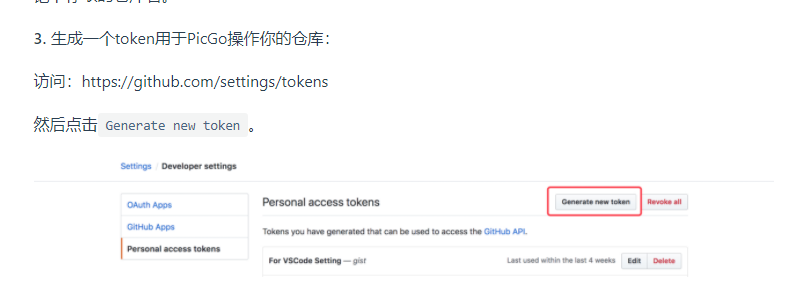 3. 生成一个token用于PicGo操作你的仓库：
访问：https://github.com/settings/tokens
然后点击 Generate new token 。
Settings / Developer settings
OAuth Apps
GitHub Apps
Personal access tokens
Personal access tokens
Generate new token
Revoke all
Tokens you have generated that can be used to access the GitHub API.
For VSCode Setting — gist
Last used within the last 4 weeks
Edit
Delete